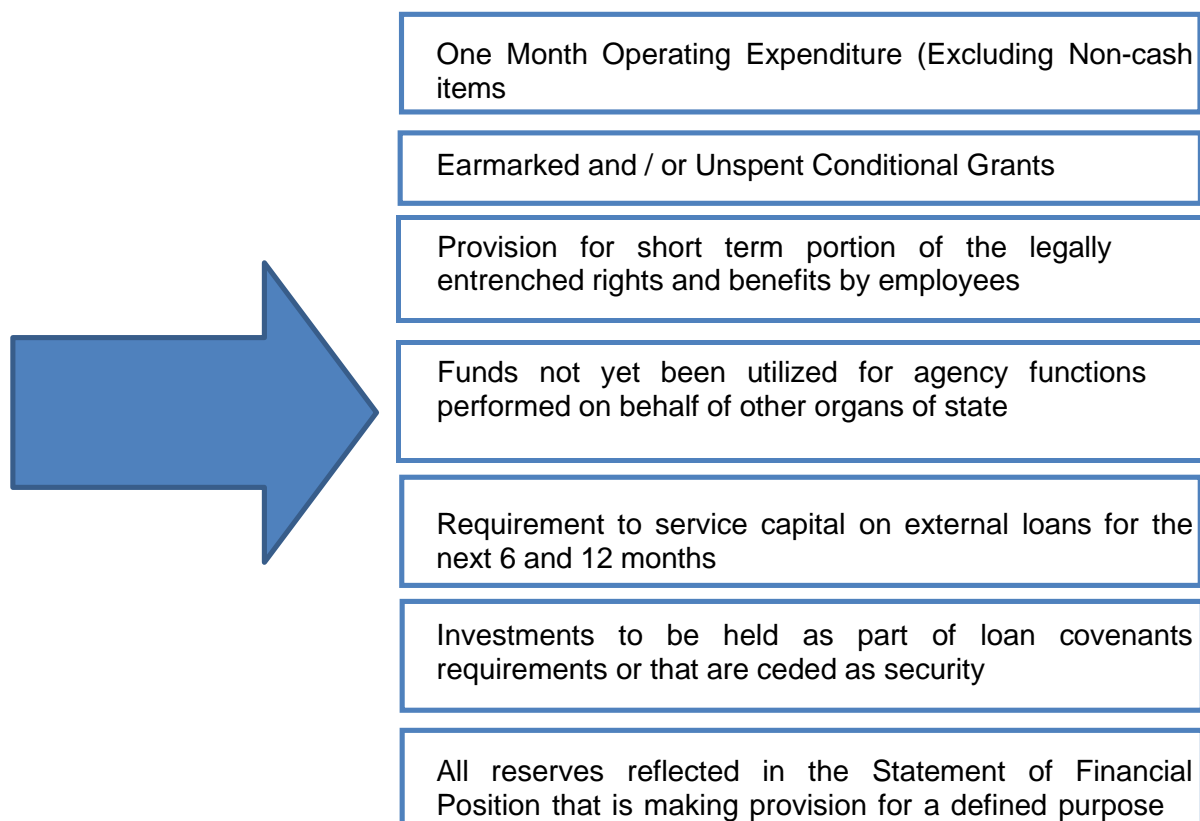 One Month Operating Expenditure (Excluding Non-cash
items
Earmarked and / or Unspent Conditional Grants
Provision for short term portion of the legally
entrenched rights and benefits by employees
Funds not yet been utilized for agency functions
performed on behalf of other organs of state
Requirement to service capital on external loans for the
next 6 and 12 months
Investments to be held as part of loan covenants
requirements or that are ceded as security
All reserves reflected in the Statement of Financial
Position that is making provision for a defined purpose